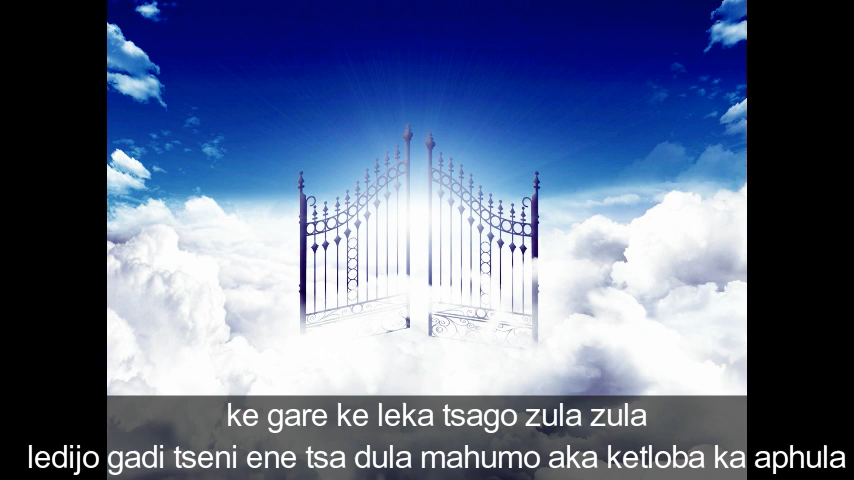 ke gare ke leka tsago zula zula
ledijo gadi tseni ene tsa dula mahumo aka ketloba ka aphula